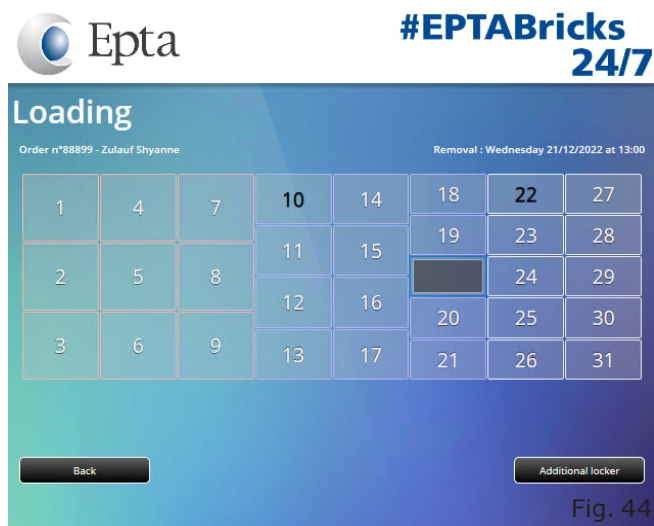 Epta
#EPTABricks
24/7
Loading
Order n°88899 - Zulauf Shyanne
Removal : Wednesday 21/12/2022 at 13:00
1 4 7 10 14 18 22 27
11 15 19 23 28
2 5 8 24 29
12 16 20 25 30
3 6 9 13 17 21 26 31
Back
Additional locker
Fig. 44